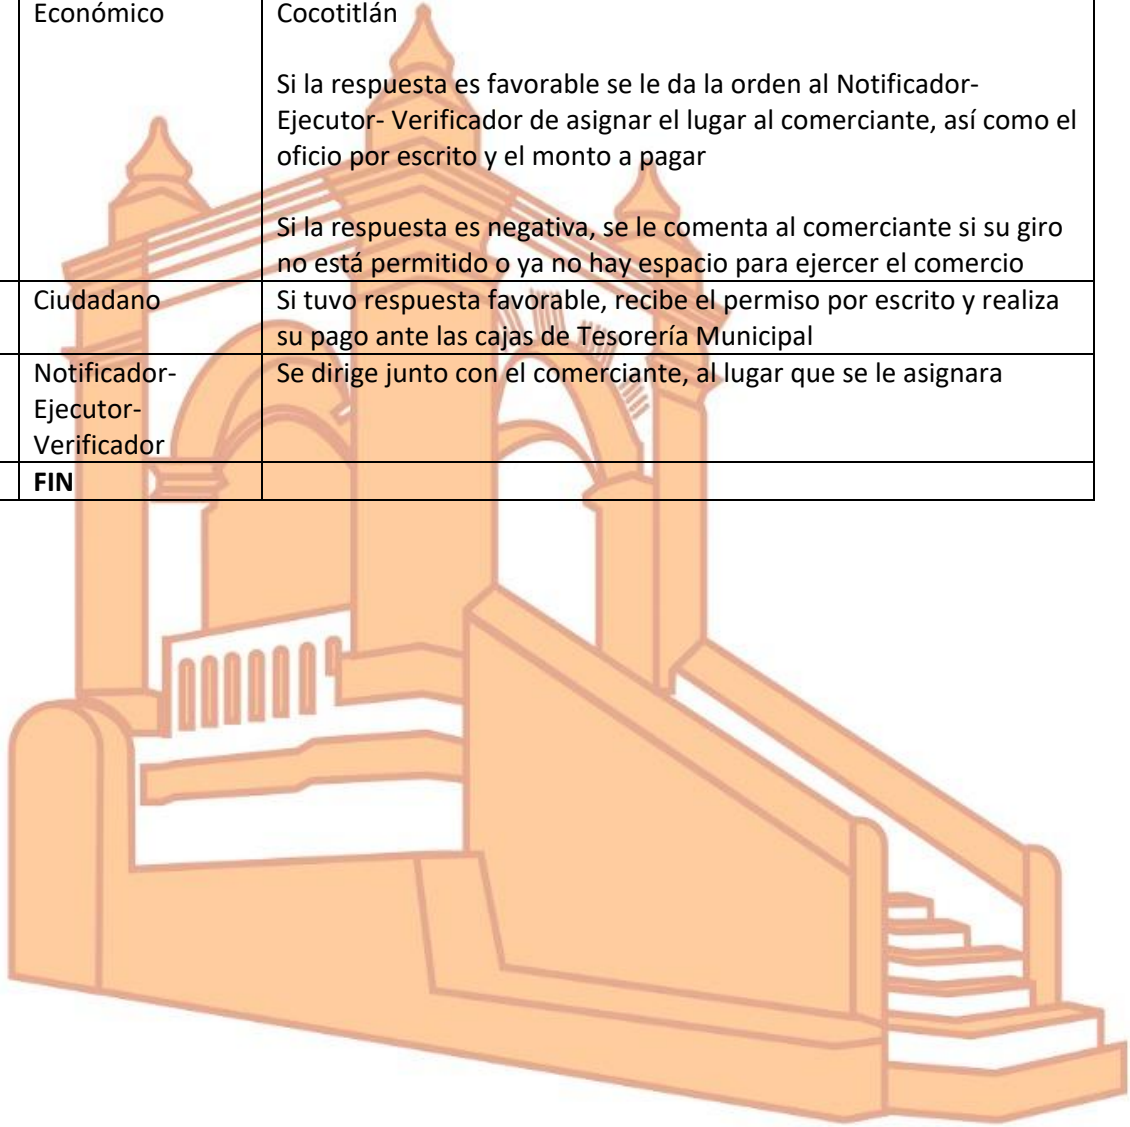 Económico
Cocotitlán
Si la respuesta es favorable se le da la orden al Notificador-
Ejecutor- Verificador de asignar el lugar al comerciante, así como el
oficio por escrito y el monto a pagar
Si la respuesta es negativa, se le comenta al comerciante si su giro
no está permitido o ya no hay espacio para ejercer el comercio
Ciudadano
Si tuvo respuesta favorable, recibe el permiso por escrito y realiza
su pago ante las cajas de Tesorería Municipal
Notificador-
Ejecutor-
Verificador
Se dirige junto con el comerciante, al lugar que se le asignara
FIN